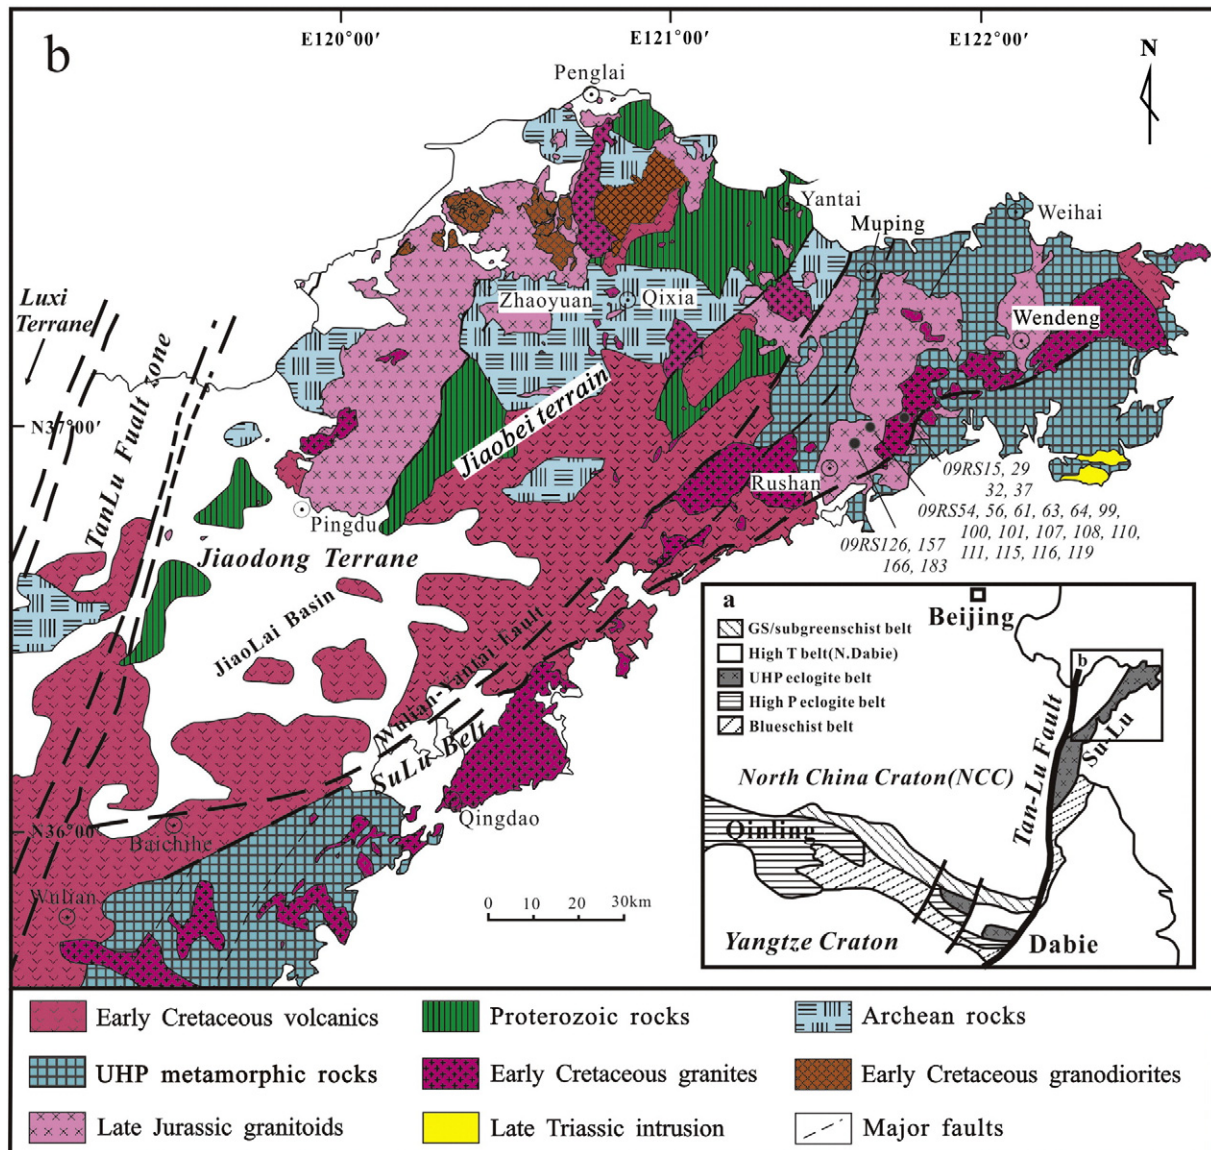 E120°00′
E121°00′
E122°00′
b
N
Penglai
Yantai
Weihai
Muping
Luxi
Terrane
TanLu Fualt zone
Zhaoyuan
Qixia
Wendeng
N37°00′
Jiaobei terrain
Rushan
Pingdu
09RS15, 29
32, 37
09RS54, 56, 61, 63, 64, 99,
100, 101, 107, 108, 110,
111, 115, 116, 119
09RS126, 157
166, 183
Jiaodong Terrane
JiaoLai Basin
Wulian-Yantai Fault
SuLu Belt
Qingdao
N36°00′
Baichihe
Wulian
0 10 20 30km
a
Beijing
GS/subgreenschist belt
High T belt(N.Dabie)
UHP eclogite belt
High P eclogite belt
Blueschist belt
b
Tan-Lu Fault
Su-Lu
North China Craton(NCC)
Qinling
Yangtze Craton
Dabie
Early Cretaceous volcanics
Proterozoic rocks
Archean rocks
UHP metamorphic rocks
Early Cretaceous granites
Early Cretaceous granodiorites
Late Jurassic granitoids
Late Triassic intrusion
Major faults